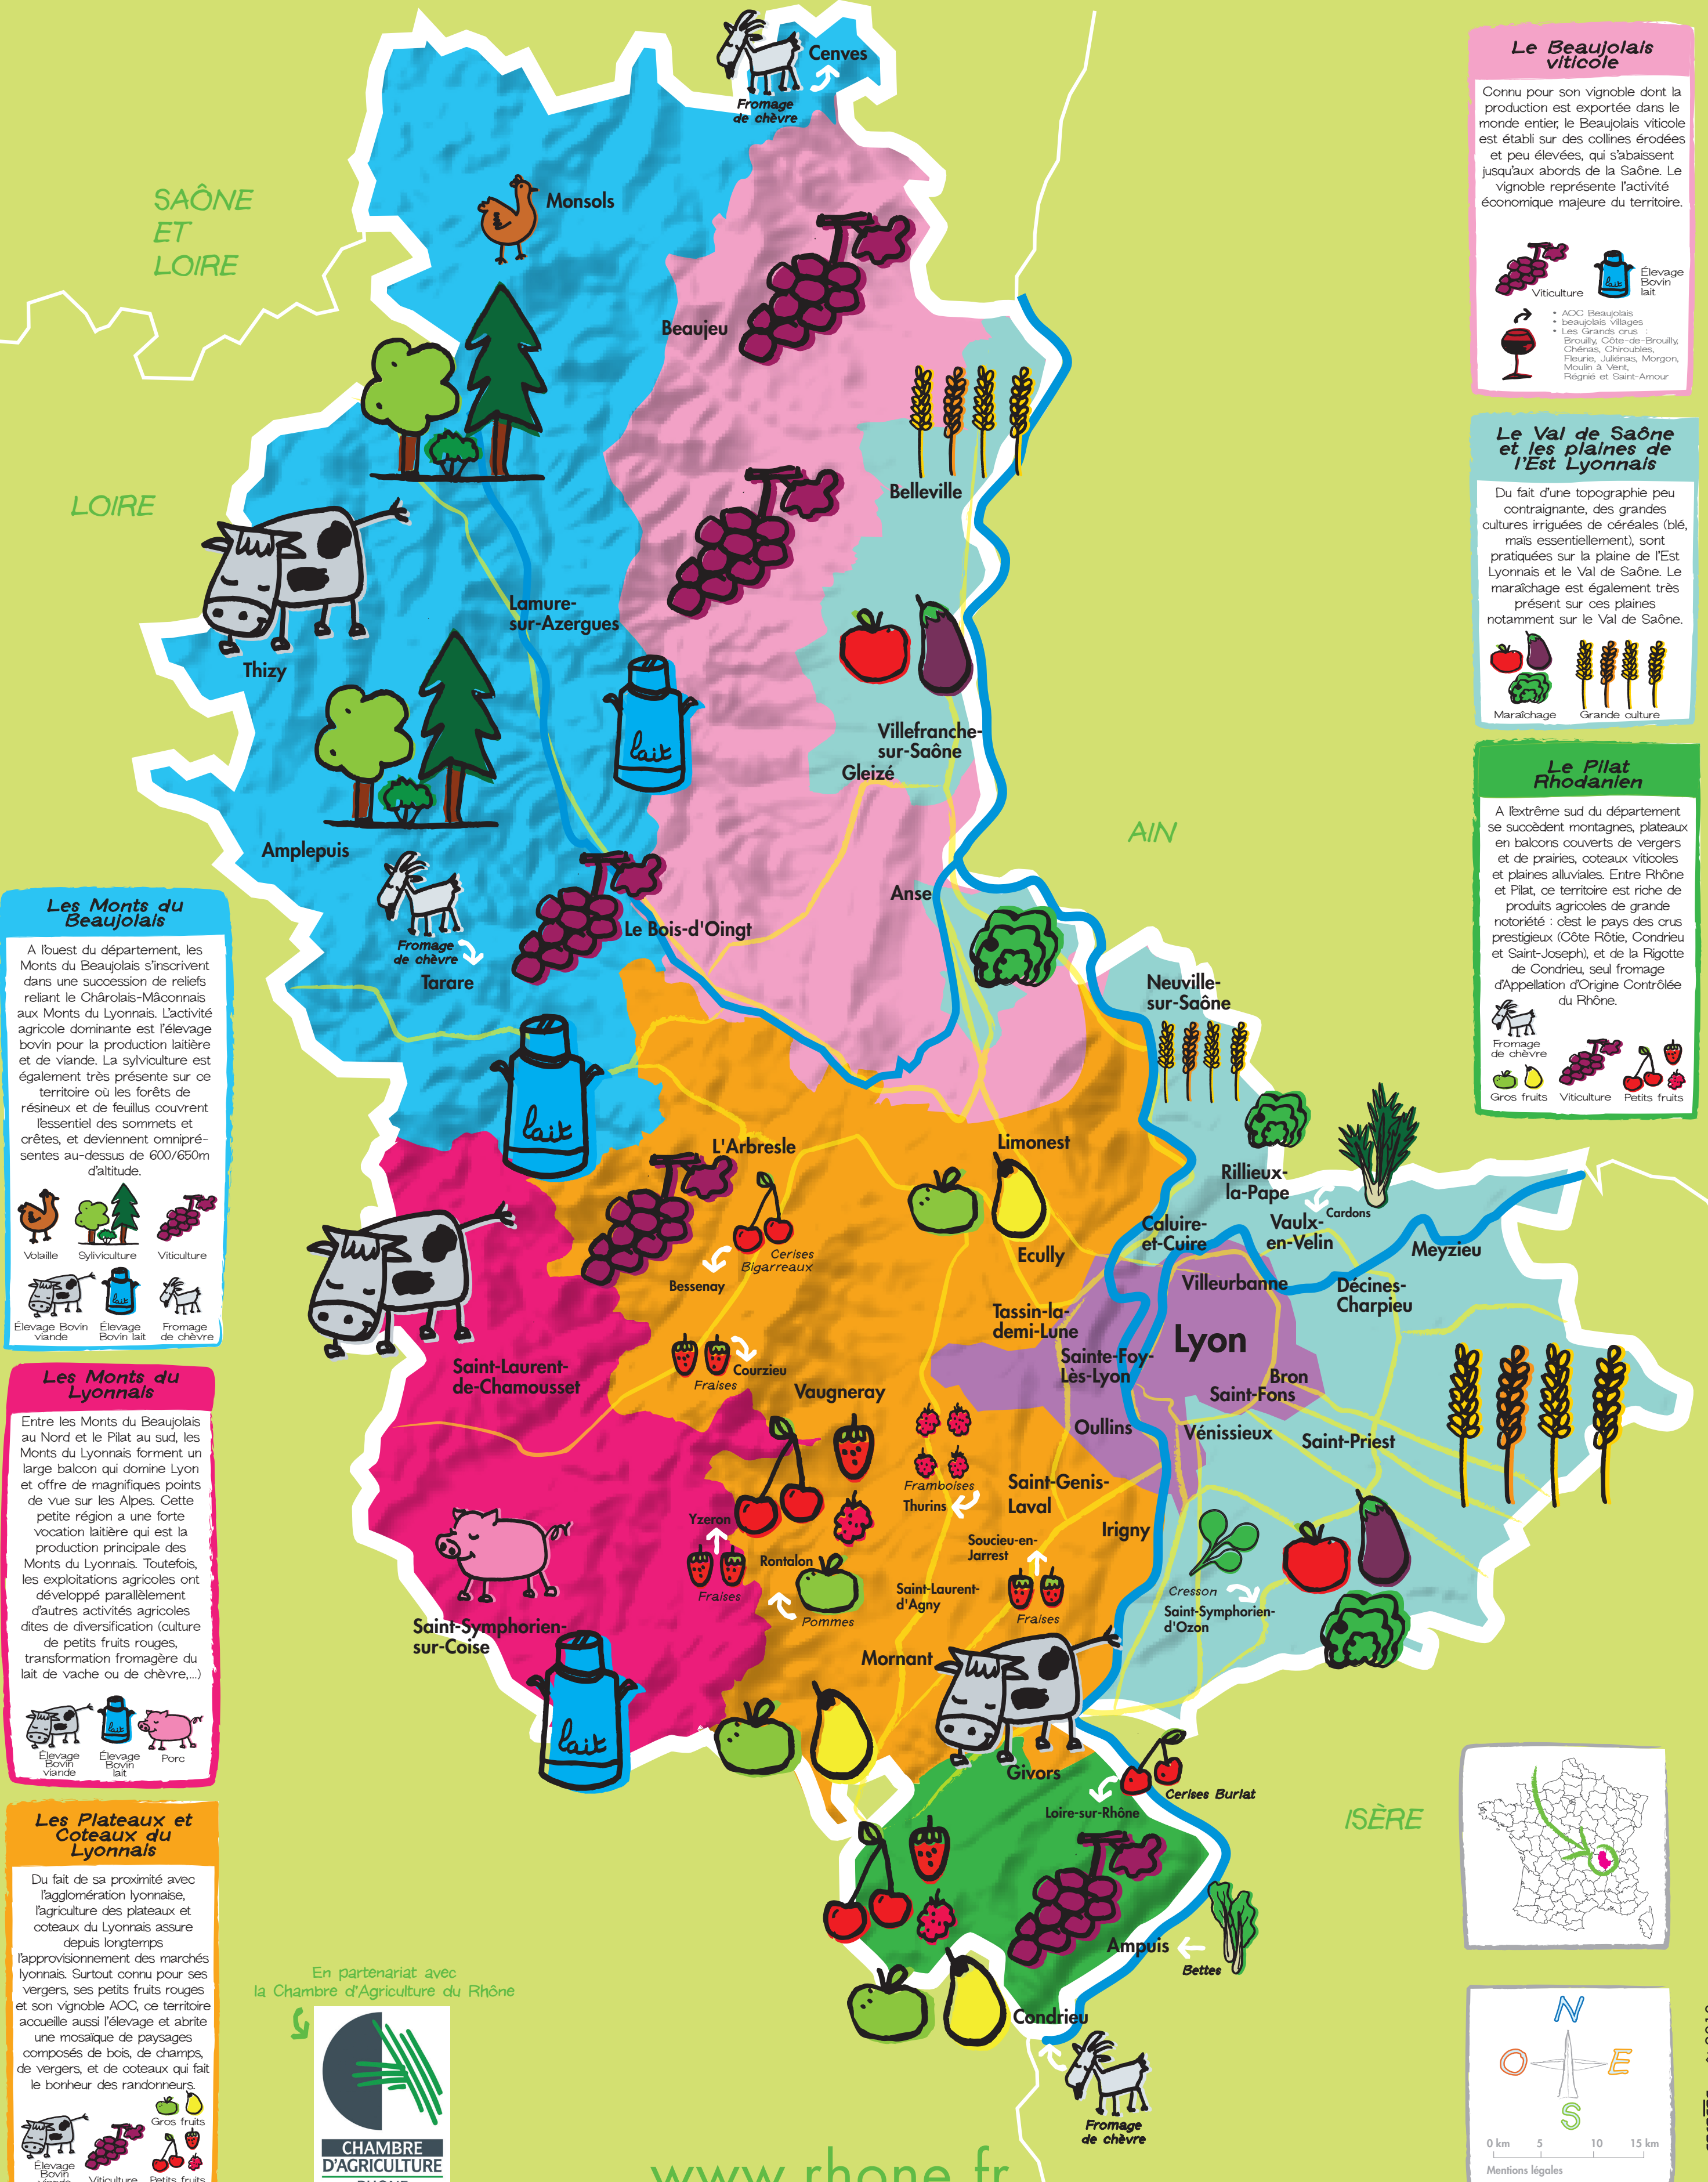 Cenves
Fromage
de chèvre
SAÔNE
ET
LOIRE
Monsols
Beaujeu
LOIRE
Belleville
Lamure-
sur-Azergues
Thizy
lait
Villefranche-
sur-Saône
Gleizé
AIN
Amplepuis
Anse
Le Bois-d'Oingt
Fromage
de chèvre
Tarare
Neuville-
sur-Saône
lait
L'Arbresle
Limonest
Rillieux-
la-Pape
Cardons
Caluire-
et-Cuire
Vaulx-
en-Velin
Meyzieu
Ecully
Cerises
Bigarreaux
Bessenay
Villeurbanne
Décines-
Charpieu
Tassin-la-
demi-Lune
Lyon
Sainte-Foy-
Lès-Lyon
Bron
Saint-Fons
Saint-Laurent-
de-Chamousset
Courzieu
Fraises
Vaugneray
Oullins
Vénissieux
Saint-Priest
Framboises
Thurins
Saint-Genis-
Laval
Yzeron
Fraises
Rontalon
Pommes
Soucieu-en-
Jarrest
Irigny
Saint-Laurent-
d'Agny
Fraises
Cresson
Saint-Symphorien-
d'Ozon
Saint-Symphorien-
sur-Coise
lait
Mornant
Givors
Cerises Burlat
Loire-sur-Rhône
ISÈRE
Ampuis
Bettes
Condrieu
Fromage
de chèvre
Le Beaujolais
viticole
Connu pour son vignoble dont la
production est exportée dans le
monde entier, le Beaujolais viticole
est établi sur des collines érodées
et peu élevées, qui s'abaissent
jusqu'aux abords de la Saône. Le
vignoble représente l'activité
économique majeure du territoire.
Viticulture
lait
Élevage
Bovin
lait
• AOC Beaujolais
• beaujolais villages
• Les Grands crus :
Brouilly, Côte-de-Brouilly,
Chénas, Chiroubles,
Fleurie, Juliénas, Morgon,
Moulin à Vent,
Régnié et Saint-Amour
Le Val de Saône
et les plaines de
l'Est Lyonnais
Du fait d'une topographie peu
contraignante, des grandes
cultures irriguées de céréales (blé,
maïs essentiellement), sont
pratiquées sur la plaine de l'Est
Lyonnais et le Val de Saône. Le
maraîchage est également très
présent sur ces plaines
notamment sur le Val de Saône.
Maraîchage
Grande culture
Le Pilat
Rhodanien
A l'extrême sud du département
se succèdent montagnes, plateaux
en balcons couverts de vergers
et de prairies, coteaux viticoles
et plaines alluviales. Entre Rhône
et Pilat, ce territoire est riche de
produits agricoles de grande
notoriété : c'est le pays des crus
prestigieux (Côte Rôtie, Condrieu
et Saint-Joseph), et de la Rigotte
de Condrieu, seul fromage
d'Appellation d'Origine Contrôlée
du Rhône.
Fromage
de chèvre
Gros fruits
Viticulture
Petits fruits
Les Monts du
Beaujolais
A l'ouest du département, les
Monts du Beaujolais s'inscrivent
dans une succession de reliefs
reliant le Chârolais-Mâconnais
aux Monts du Lyonnais. L'activité
agricole dominante est l'élevage
bovin pour la production laitière
et de viande. La sylviculture est
également très présente sur ce
territoire où les forêts de
résineux et de feuillus couvrent
l'essentiel des sommets et
crêtes, et deviennent omnipré-
sentes au-dessus de 600/650m
d'altitude.
Volaille
Syliviculture
Viticulture
lait
Élevage Bovin
viande
Élevage
Bovin lait
Fromage
de chèvre
Les Monts du
Lyonnais
Entre les Monts du Beaujolais
au Nord et le Pilat au sud, les
Monts du Lyonnais forment un
large balcon qui domine Lyon
et offre de magnifiques points
de vue sur les Alpes. Cette
petite région a une forte
vocation laitière qui est la
production principale des
Monts du Lyonnais. Toutefois,
les exploitations agricoles ont
développé parallèlement
d'autres activités agricoles
dites de diversification (culture
de petits fruits rouges,
transformation fromagère du
lait de vache ou de chèvre,...)
lait
Élevage
Bovin
viande
Élevage
Bovin
lait
Porc
Les Plateaux et
Coteaux du
Lyonnais
Du fait de sa proximité avec
l'agglomération lyonnaise,
l'agriculture des plateaux et
coteaux du Lyonnais assure
depuis longtemps
l'approvisionnement des marchés
lyonnais. Surtout connu pour ses
vergers, ses petits fruits rouges
et son vignoble AOC, ce territoire
accueille aussi l'élevage et abrite
une mosaïque de paysages
composés de bois, de champs,
de vergers, et de coteaux qui fait
le bonheur des randonneurs.
Gros fruits
Élevage
Bovin
viande
Viticulture
Petits fruits
En partenariat avec
la Chambre d'Agriculture du Rhône
CHAMBRE
D'AGRICULTURE
RHONE
www.rhone.fr
N
O
E
S
0 km 5 10 15 km
Mentions légales